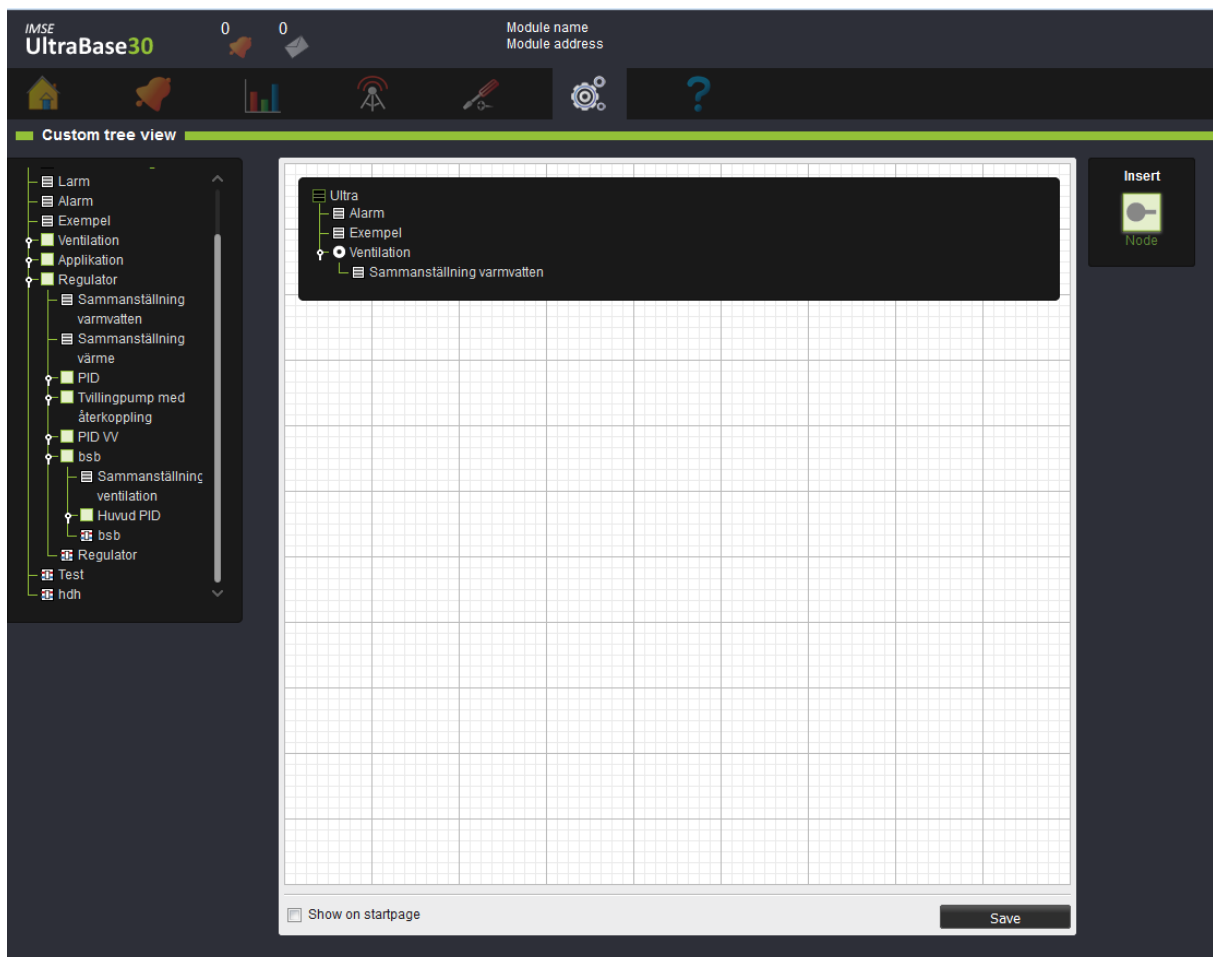 IMSE
UltraBase30
0
0
Module name
Module address
?
Custom tree view
Larm
Alarm
Exempel
Ventilation
Applikation
Regulator
Sammanställning
varmvatten
Sammanställning
värme
PID
Tvillingpump med
återkoppling
PID VV
bsb
Sammanställning
ventilation
Huvud PID
bsb
Regulator
Test
hdh
Ultra
Alarm
Exempel
Ventilation
Sammanställning varmvatten
Show on startpage
Save
Insert
Node